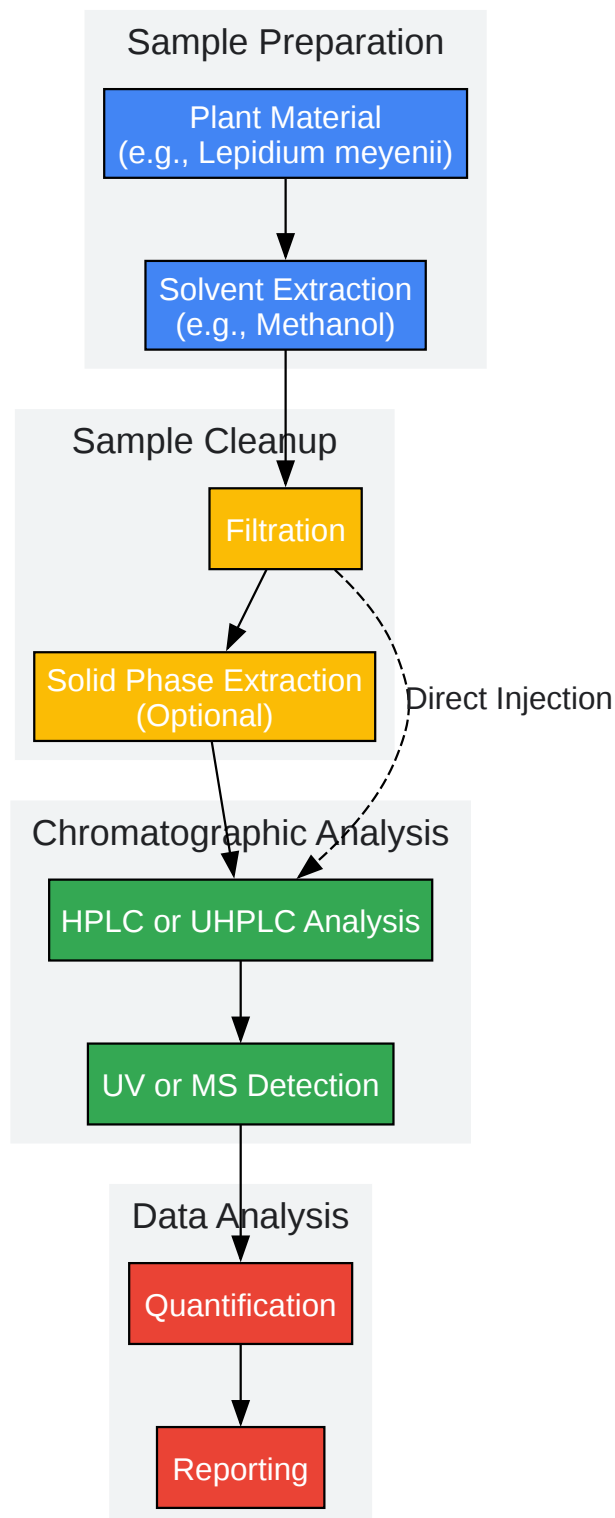 Sample Preparation
Plant Material
(e.g., Lepidium meyenii)
Solvent Extraction
(e.g., Methanol)
Sample Cleanup
Filtration
Solid Phase Extraction
(Optional)
Direct Injection
Chromatographic Analysis
HPLC or UHPLC Analysis
UV or MS Detection
Data Analysis
Quantification
Reporting